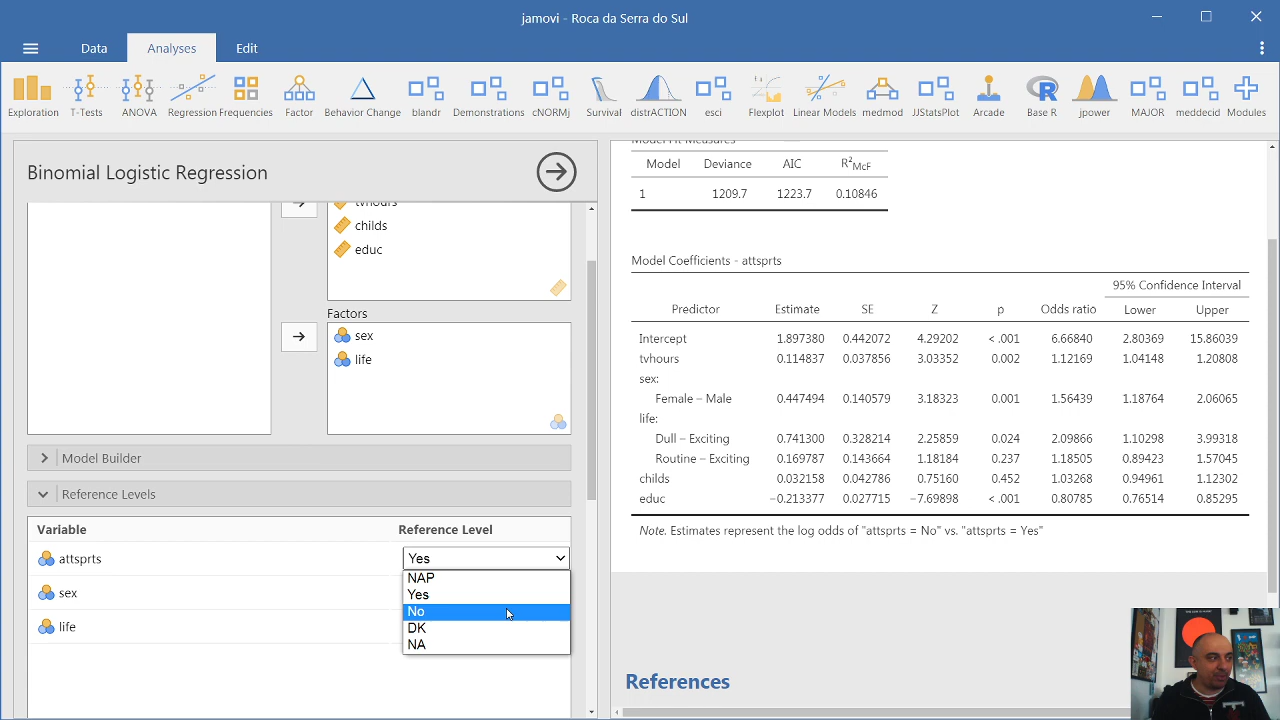 jamovi - Roca da Serra do Sul
Data Analyses Edit
Exploration T-Tests ANOVA Regression Frequencies Factor Behavior Change blandr Demonstrations cNORMj Survival distrACTION esci Flexplot Linear Models medmod JJStatsPlot Arcade Base R jpower MAJOR meddecid Modules
Binomial Logistic Regression
tvhours
childs
educ
Factors
sex
life
Model Builder
Reference Levels
Variable Reference Level
attsprts Yes
NAP
Yes
sex
No
life DK
NA
Model Fit Measures
Model Deviance AIC R²McF
1 1209.7 1223.7 0.10846
Model Coefficients - attsprts
95% Confidence Interval
Predictor Estimate SE Z p Odds ratio Lower Upper
Intercept 1.897380 0.442072 4.29202 < .001 6.66840 2.80369 15.86039
tvhours 0.114837 0.037856 3.03352 0.002 1.12169 1.04148 1.20808
sex:
Female – Male 0.447494 0.140579 3.18323 0.001 1.56439 1.18764 2.06065
life:
Dull – Exciting 0.741300 0.328214 2.25859 0.024 2.09866 1.10298 3.99318
Routine – Exciting 0.169787 0.143664 1.18184 0.237 1.18505 0.89423 1.57045
childs 0.032158 0.042786 0.75160 0.452 1.03268 0.94961 1.12302
educ −0.213377 0.027715 −7.69898 < .001 0.80785 0.76514 0.85295
Note. Estimates represent the log odds of "attsprts = No" vs. "attsprts = Yes"
References